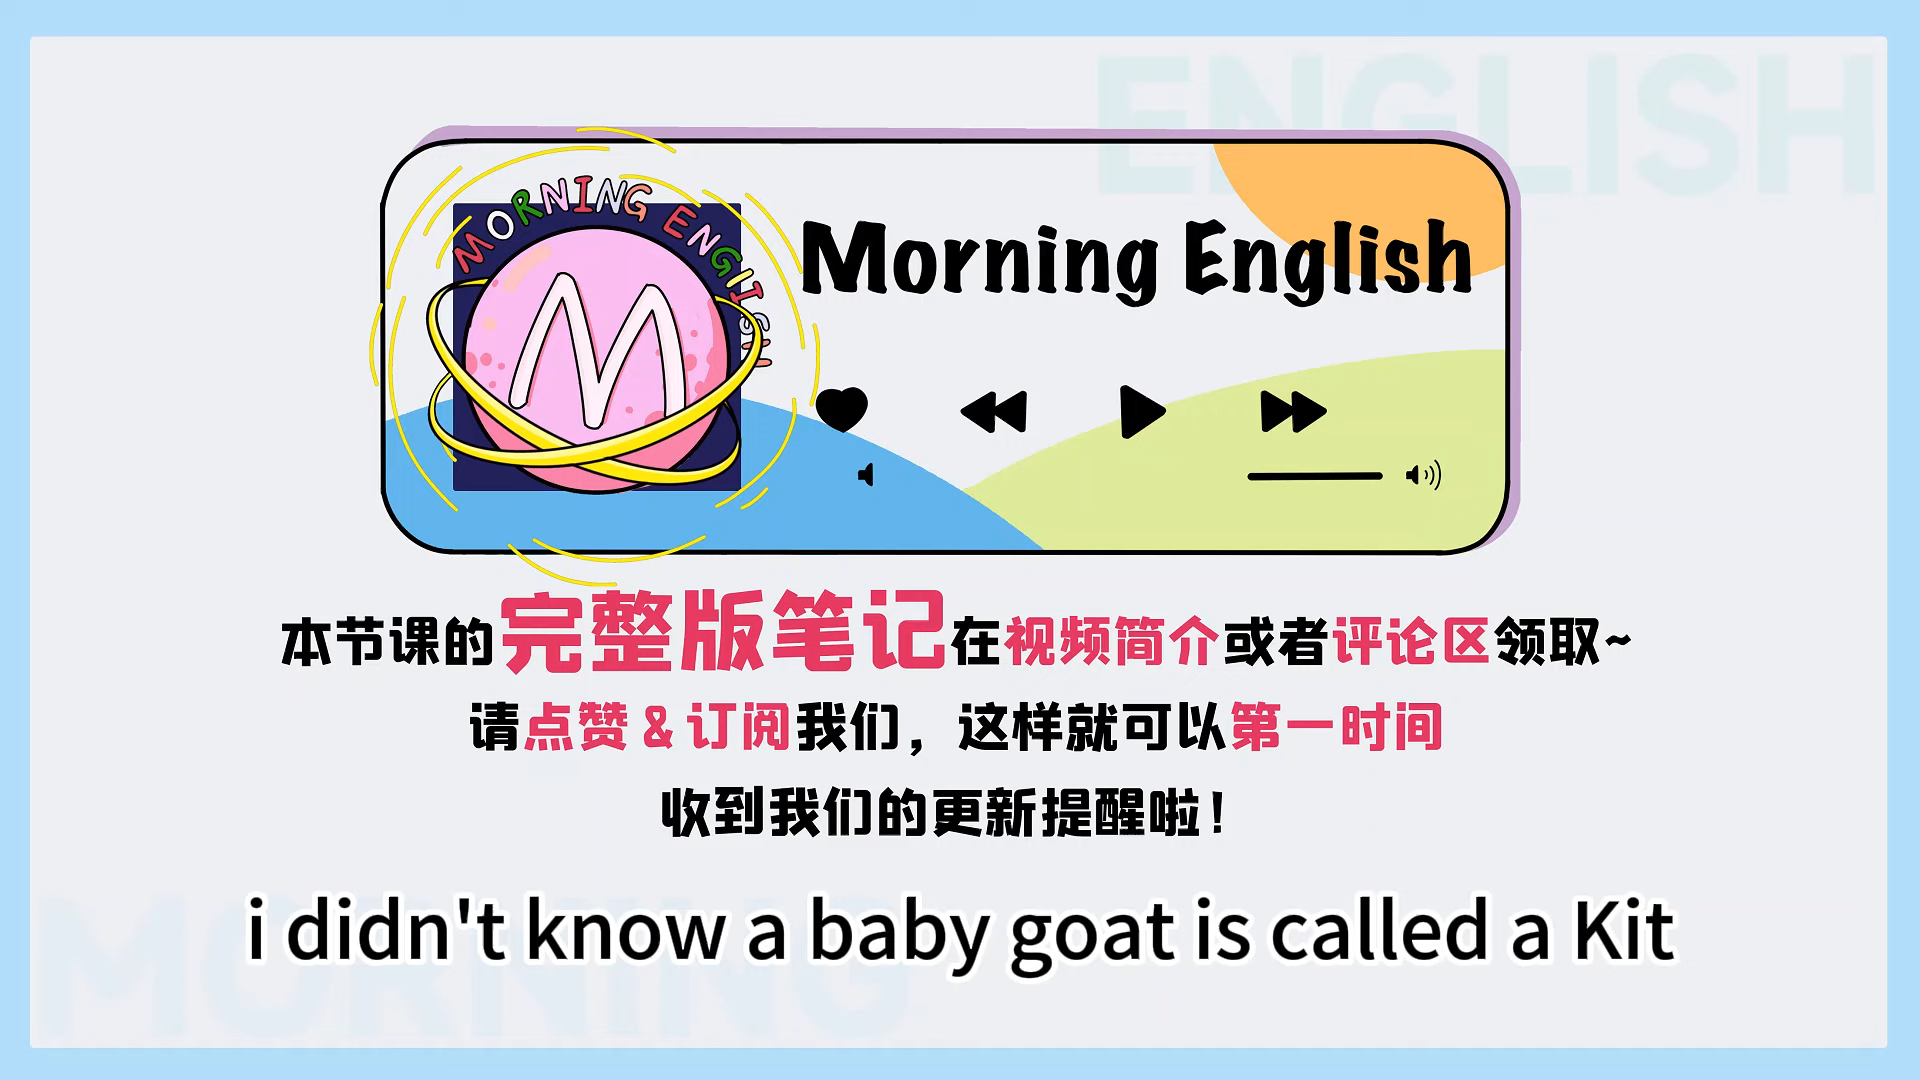 ENGLISH
MORNING ENGLISH
M
Morning English
本节课的完整版笔记在视频简介或者评论区领取~
请点赞&订阅我们，这样就可以第一时间
收到我们的更新提醒啦！
i didn't know a baby goat is called a Kit
MORNING